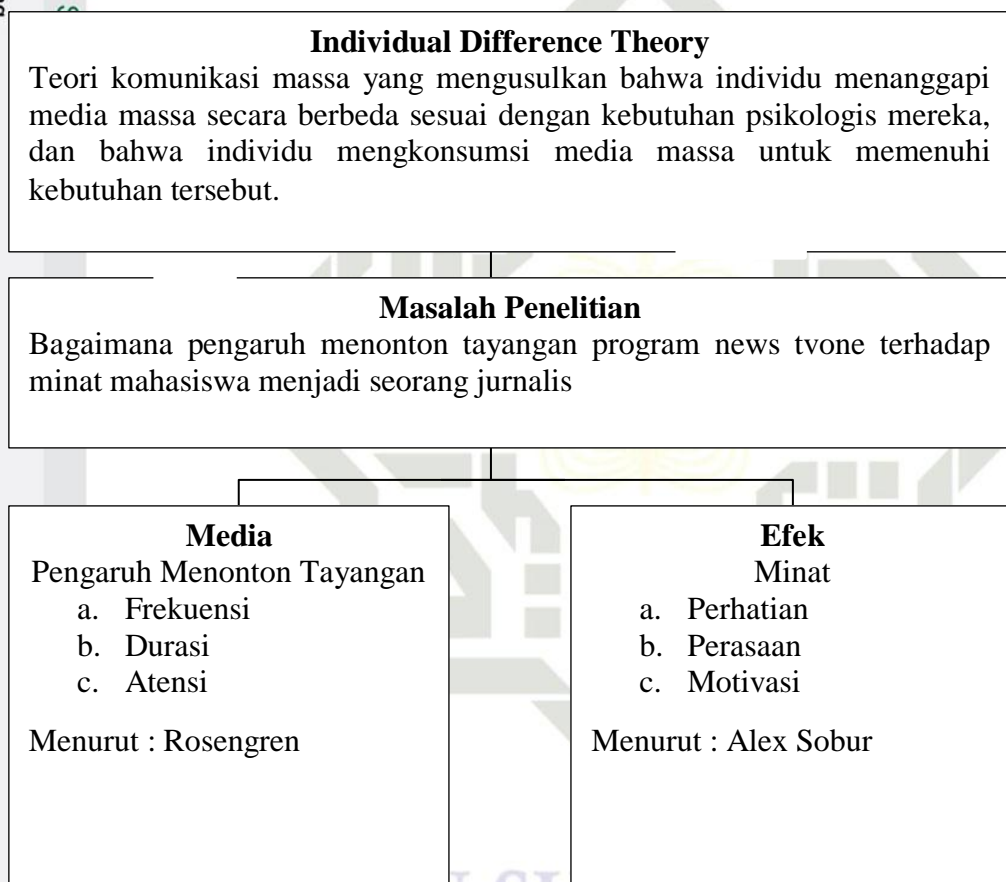 Individual Difference Theory
Teori komunikasi massa yang mengusulkan bahwa individu menanggapi
media massa secara berbeda sesuai dengan kebutuhan psikologis mereka,
dan bahwa individu mengkonsumsi media massa untuk memenuhi
kebutuhan tersebut.
Masalah Penelitian
Bagaimana pengaruh menonton tayangan program news tvone terhadap
minat mahasiswa menjadi seorang jurnalis
Media
Pengaruh Menonton Tayangan
a. Frekuensi
b. Durasi
c. Atensi
Menurut : Rosengren
Efek
Minat
a. Perhatian
b. Perasaan
c. Motivasi
Menurut : Alex Sobur